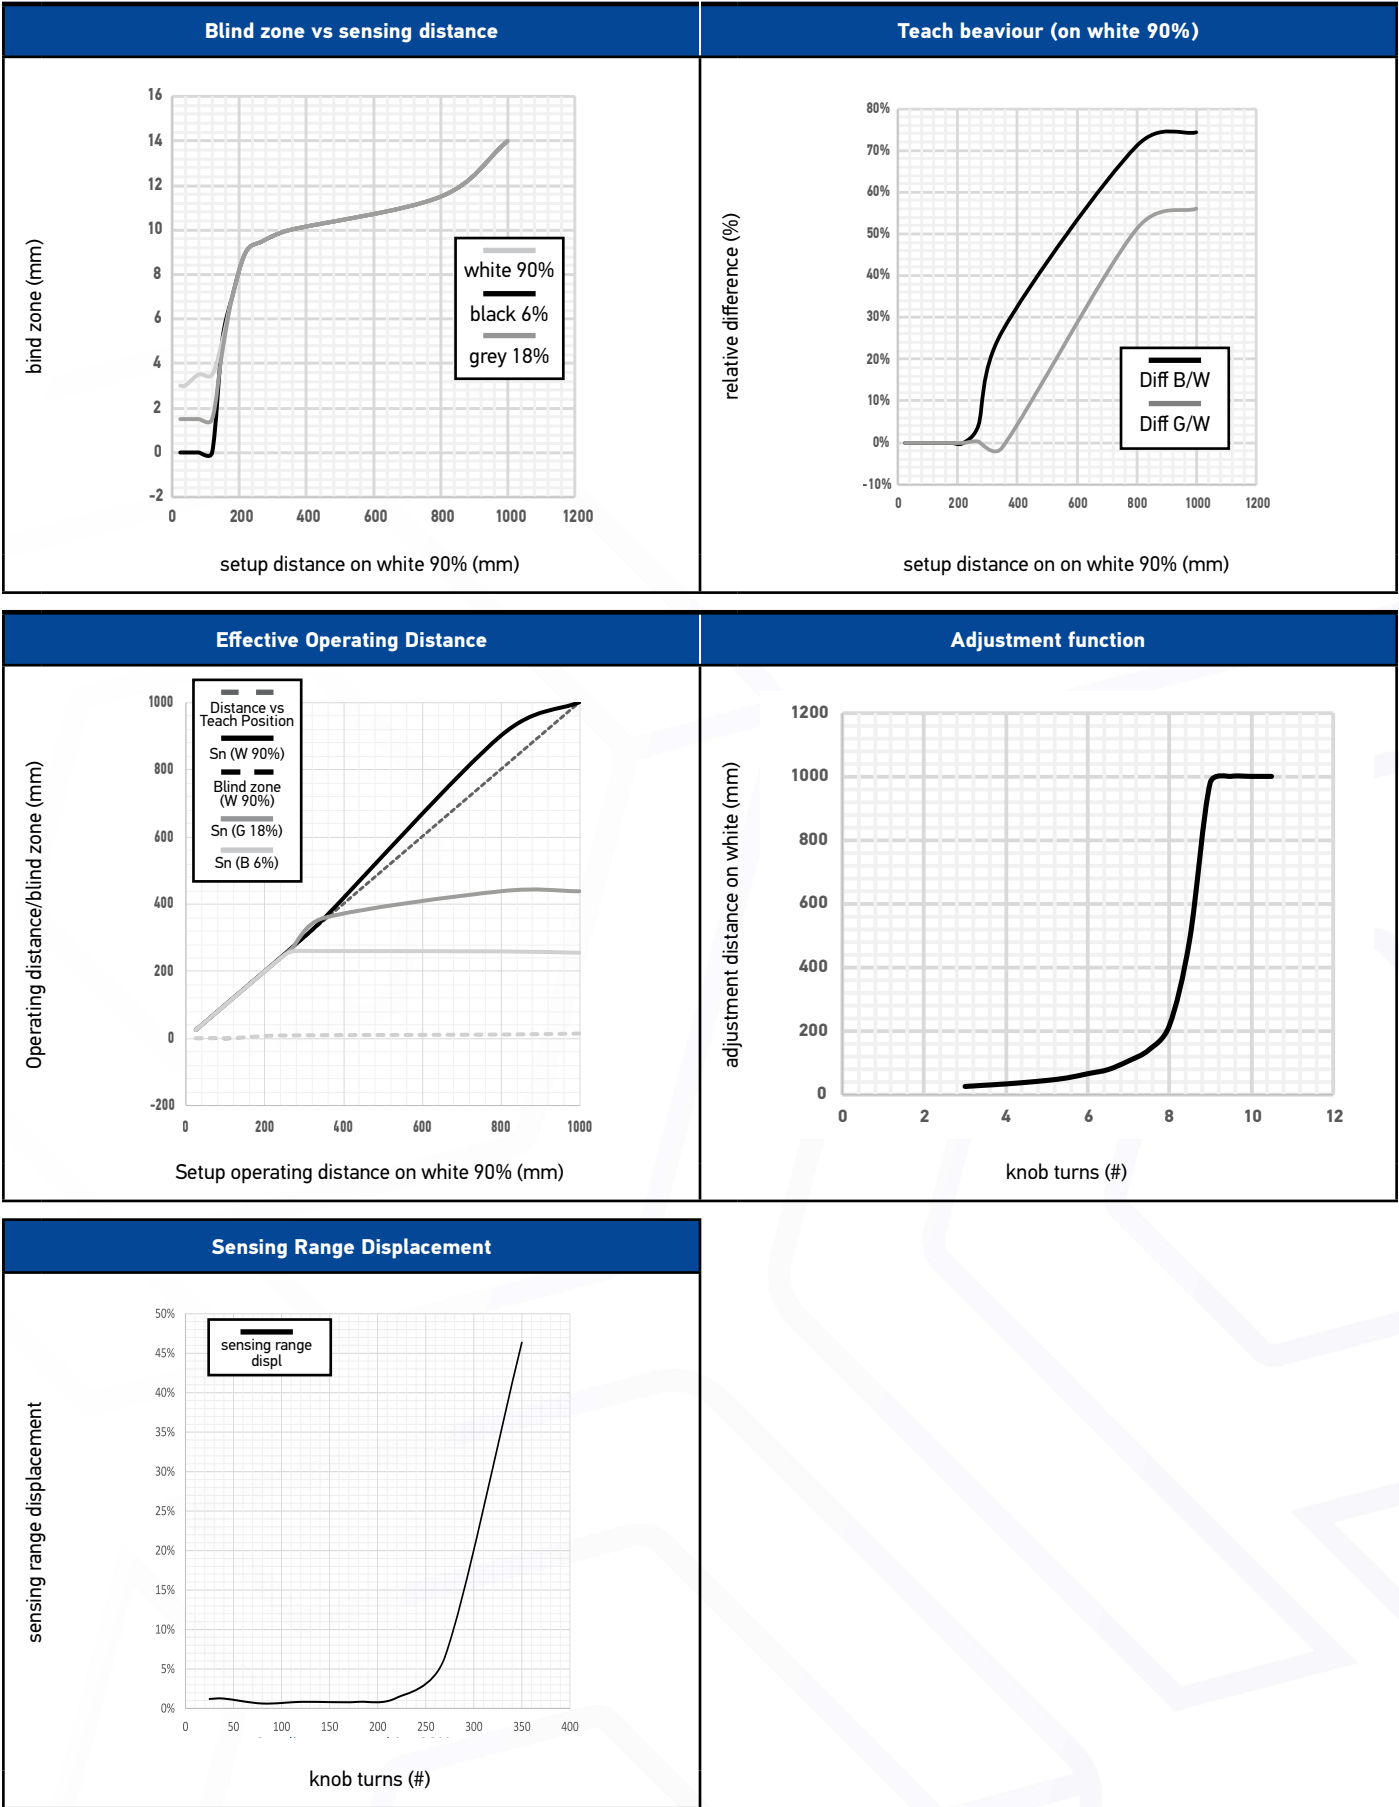 Blind zone vs sensing distance
Teach beaviour (on white 90%)
bind zone (mm)
16
14
12
10
8
6
4
2
0
-2
0 200 400 600 800 1000 1200
white 90%
black 6%
grey 18%
setup distance on white 90% (mm)
relative difference (%)
80%
70%
60%
50%
40%
30%
20%
10%
0%
-10%
0 200 400 600 800 1000 1200
Diff B/W
Diff G/W
setup distance on on white 90% (mm)
Effective Operating Distance
Adjustment function
Operating distance/blind zone (mm)
1000
800
600
400
200
0
-200
0 200 400 600 800 1000
Distance vs
Teach Position
Sn (W 90%)
Blind zone
(W 90%)
Sn (G 18%)
Sn (B 6%)
Setup operating distance on white 90% (mm)
adjustment distance on white (mm)
1200
1000
800
600
400
200
0
0 2 4 6 8 10 12
knob turns (#)
Sensing Range Displacement
sensing range displacement
50%
45%
40%
35%
30%
25%
20%
15%
10%
5%
0%
0 50 100 150 200 250 300 350 400
sensing range
displ
knob turns (#)